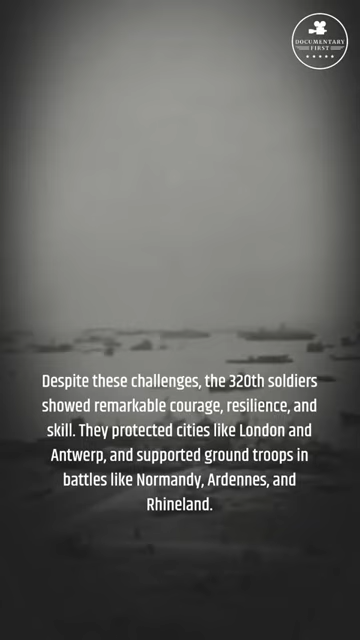 DOCUMENTARY
FIRST
Despite these challenges, the 320th soldiers
showed remarkable courage, resilience, and
skill. They protected cities like London and
Antwerp, and supported ground troops in
battles like Normandy, Ardennes, and
Rhineland.